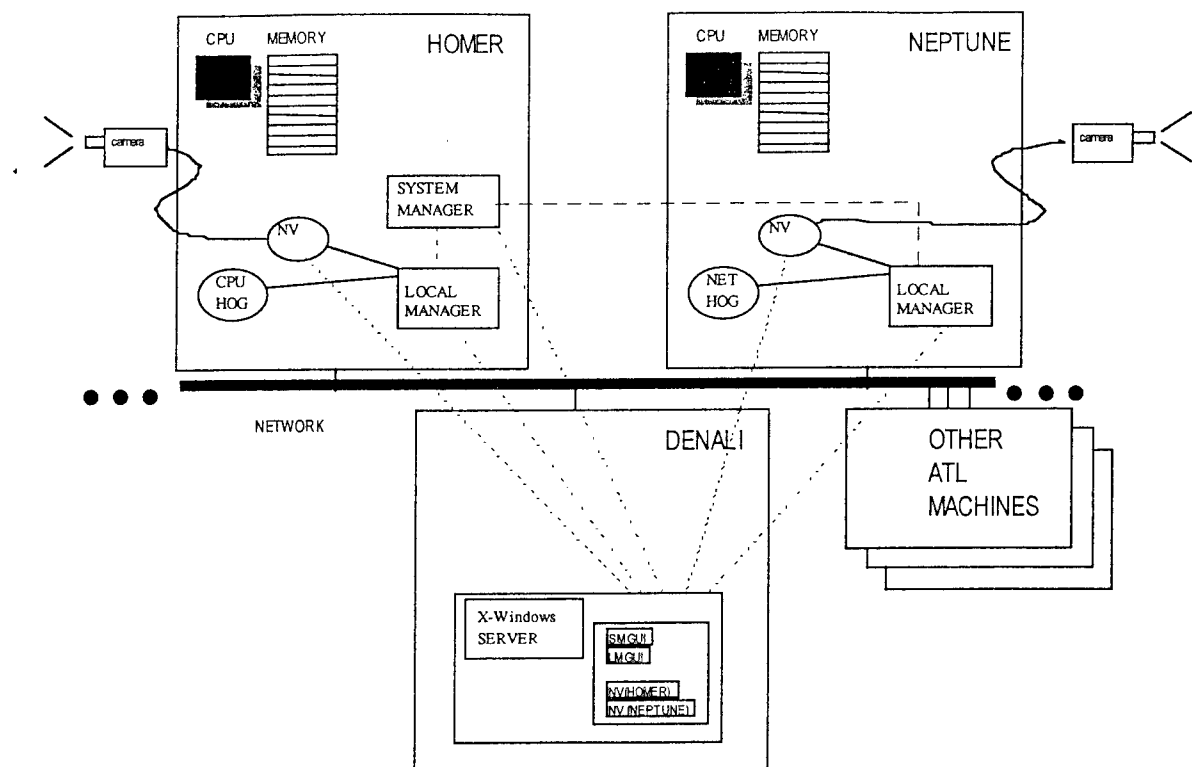 CPU MEMORY HOMER
camera
SYSTEM
MANAGER
NV
CPU
HOG
LOCAL
MANAGER
CPU MEMORY NEPTUNE
camera
NV
NET
HOG
LOCAL
MANAGER
NETWORK
DENALI
X-Windows
SERVER
SMGUI
LMGUI
NV(HOMER)
NV(NEPTUNE)
OTHER
ATL
MACHINES